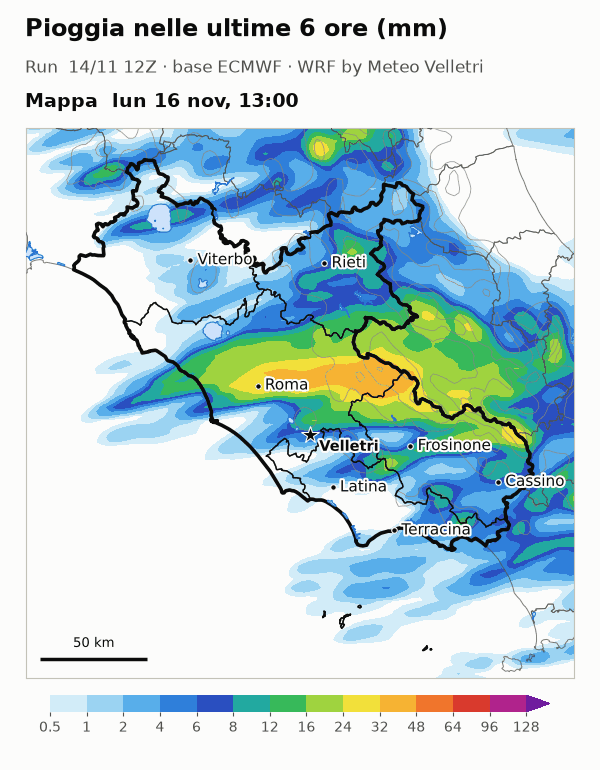 Pioggia nelle ultime 6 ore (mm)
Run 14/11 12Z · base ECMWF · WRF by Meteo Velletri
Mappa lun 16 nov, 13:00
Viterbo
Rieti
Roma
Velletri
Frosinone
Latina
Cassino
Terracina
50 km
0.5 1 2 4 6 8 12 16 24 32 48 64 96 128